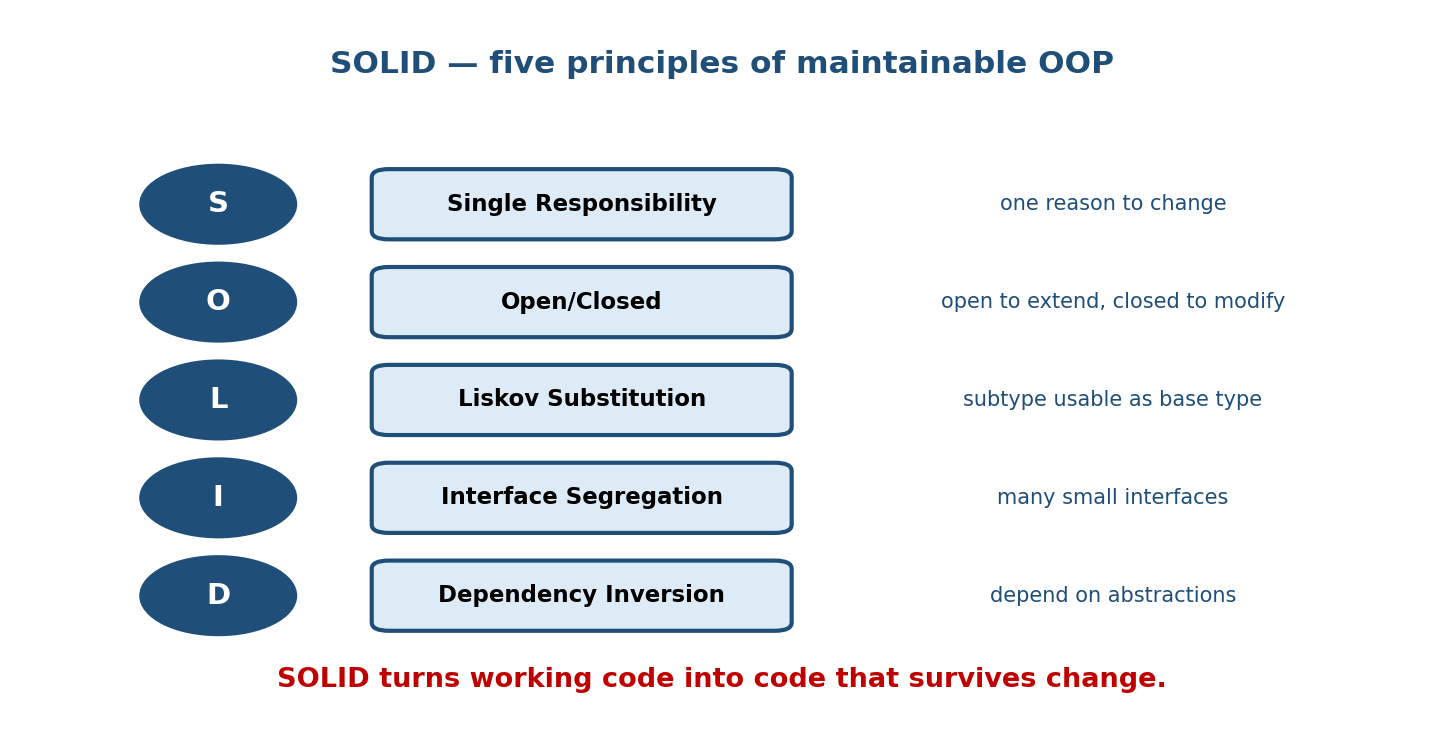 SOLID — five principles of maintainable OOP
S Single Responsibility one reason to change
O Open/Closed open to extend, closed to modify
L Liskov Substitution subtype usable as base type
I Interface Segregation many small interfaces
D Dependency Inversion depend on abstractions
SOLID turns working code into code that survives change.